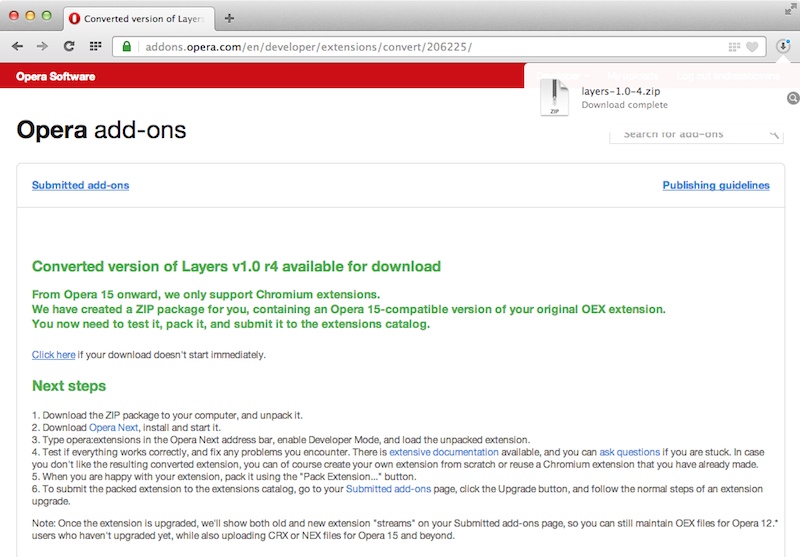 Converted version of Layers
addons.opera.com/en/developer/extensions/convert/206225/
Opera Software
layers-1.0-4.zip
Download complete
ZIP
Opera add-ons
Search for add-ons
Submitted add-ons
Publishing guidelines
Converted version of Layers v1.0 r4 available for download
From Opera 15 onward, we only support Chromium extensions.
We have created a ZIP package for you, containing an Opera 15-compatible version of your original OEX extension.
You now need to test it, pack it, and submit it to the extensions catalog.
Click here if your download doesn't start immediately.
Next steps
1. Download the ZIP package to your computer, and unpack it.
2. Download Opera Next, install and start it.
3. Type opera:extensions in the Opera Next address bar, enable Developer Mode, and load the unpacked extension.
4. Test if everything works correctly, and fix any problems you encounter. There is extensive documentation available, and you can ask questions if you are stuck. In case
you don't like the resulting converted extension, you can of course create your own extension from scratch or reuse a Chromium extension that you have already made.
5. When you are happy with your extension, pack it using the "Pack Extension..." button.
6. To submit the packed extension to the extensions catalog, go to your Submitted add-ons page, click the Upgrade button, and follow the normal steps of an extension
upgrade.
Note: Once the extension is upgraded, we'll show both old and new extension "streams" on your Submitted add-ons page, so you can still maintain OEX files for Opera 12.*
users who haven't upgraded yet, while also uploading CRX or NEX files for Opera 15 and beyond.